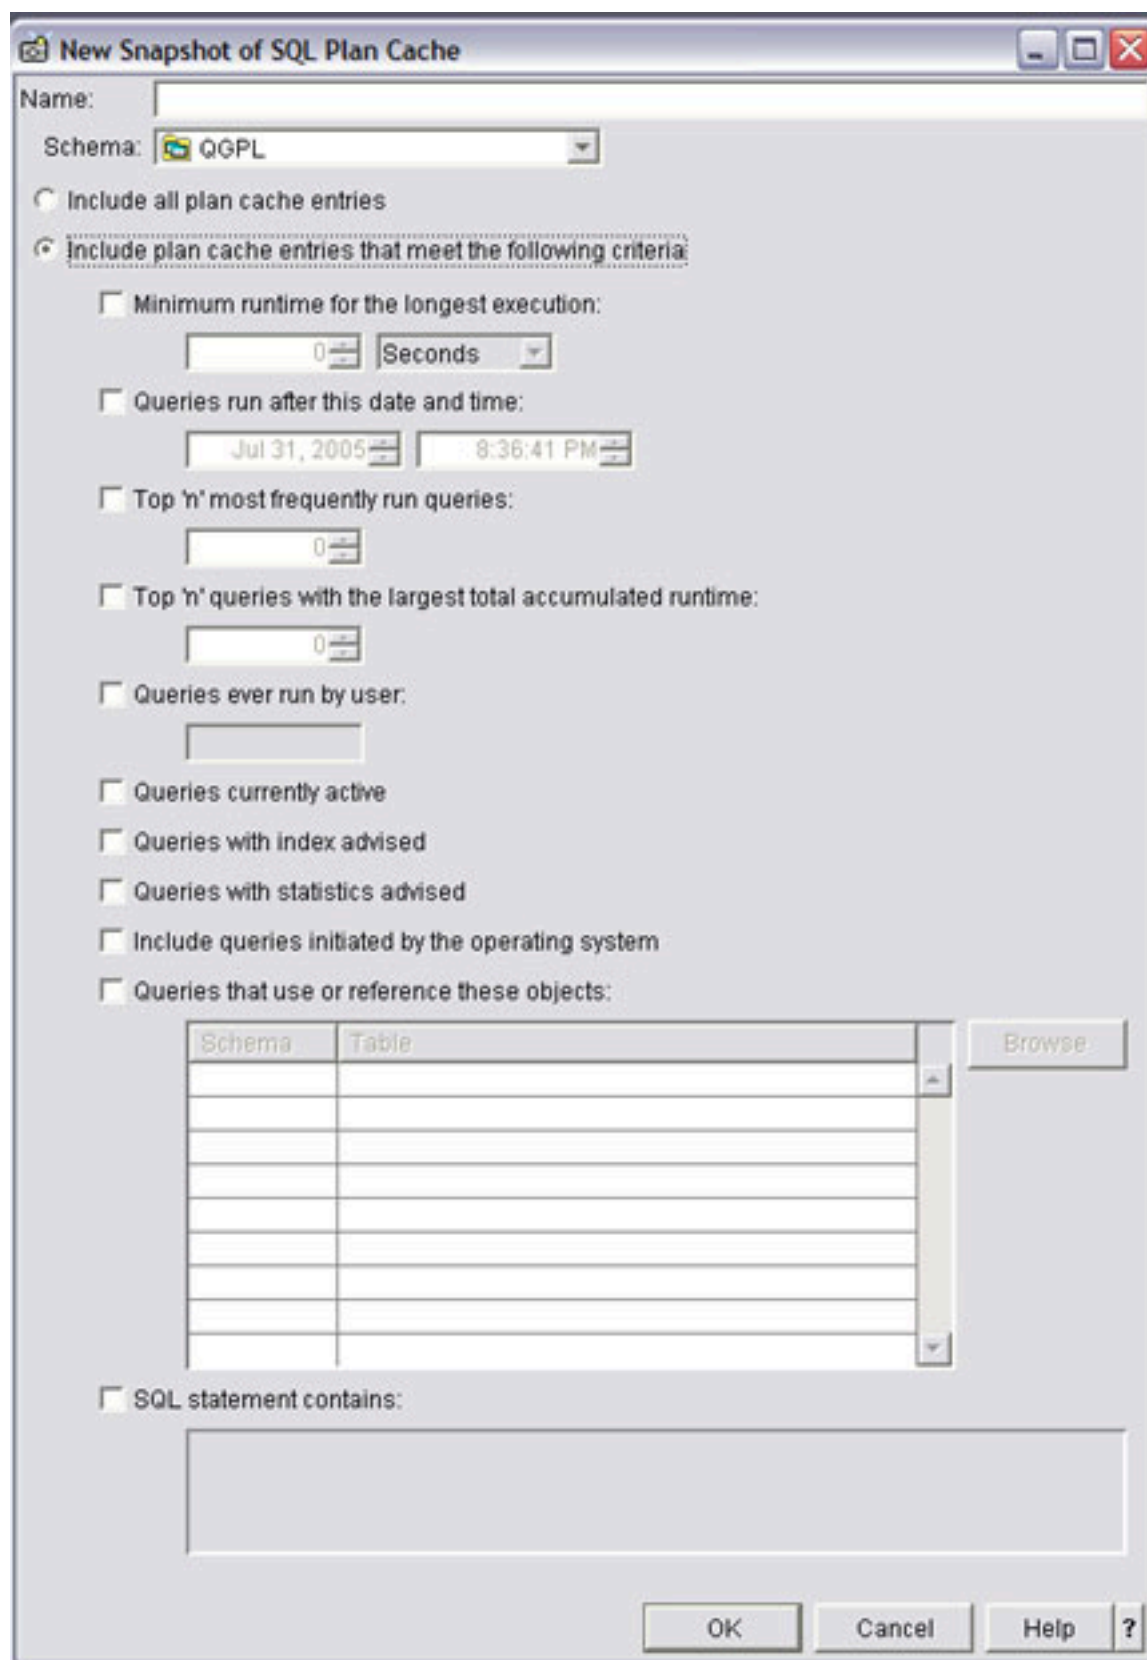 New Snapshot of SQL Plan Cache
Name:
Schema: QGPL
Include all plan cache entries
Include plan cache entries that meet the following criteria
Minimum runtime for the longest execution:
0 Seconds
Queries run after this date and time:
Jul 31, 2005 8:36:41 PM
Top 'n' most frequently run queries:
0
Top 'n' queries with the largest total accumulated runtime:
0
Queries ever run by user:
Queries currently active
Queries with index advised
Queries with statistics advised
Include queries initiated by the operating system
Queries that use or reference these objects:
Schema Table Browse
SQL statement contains:
OK Cancel Help ?